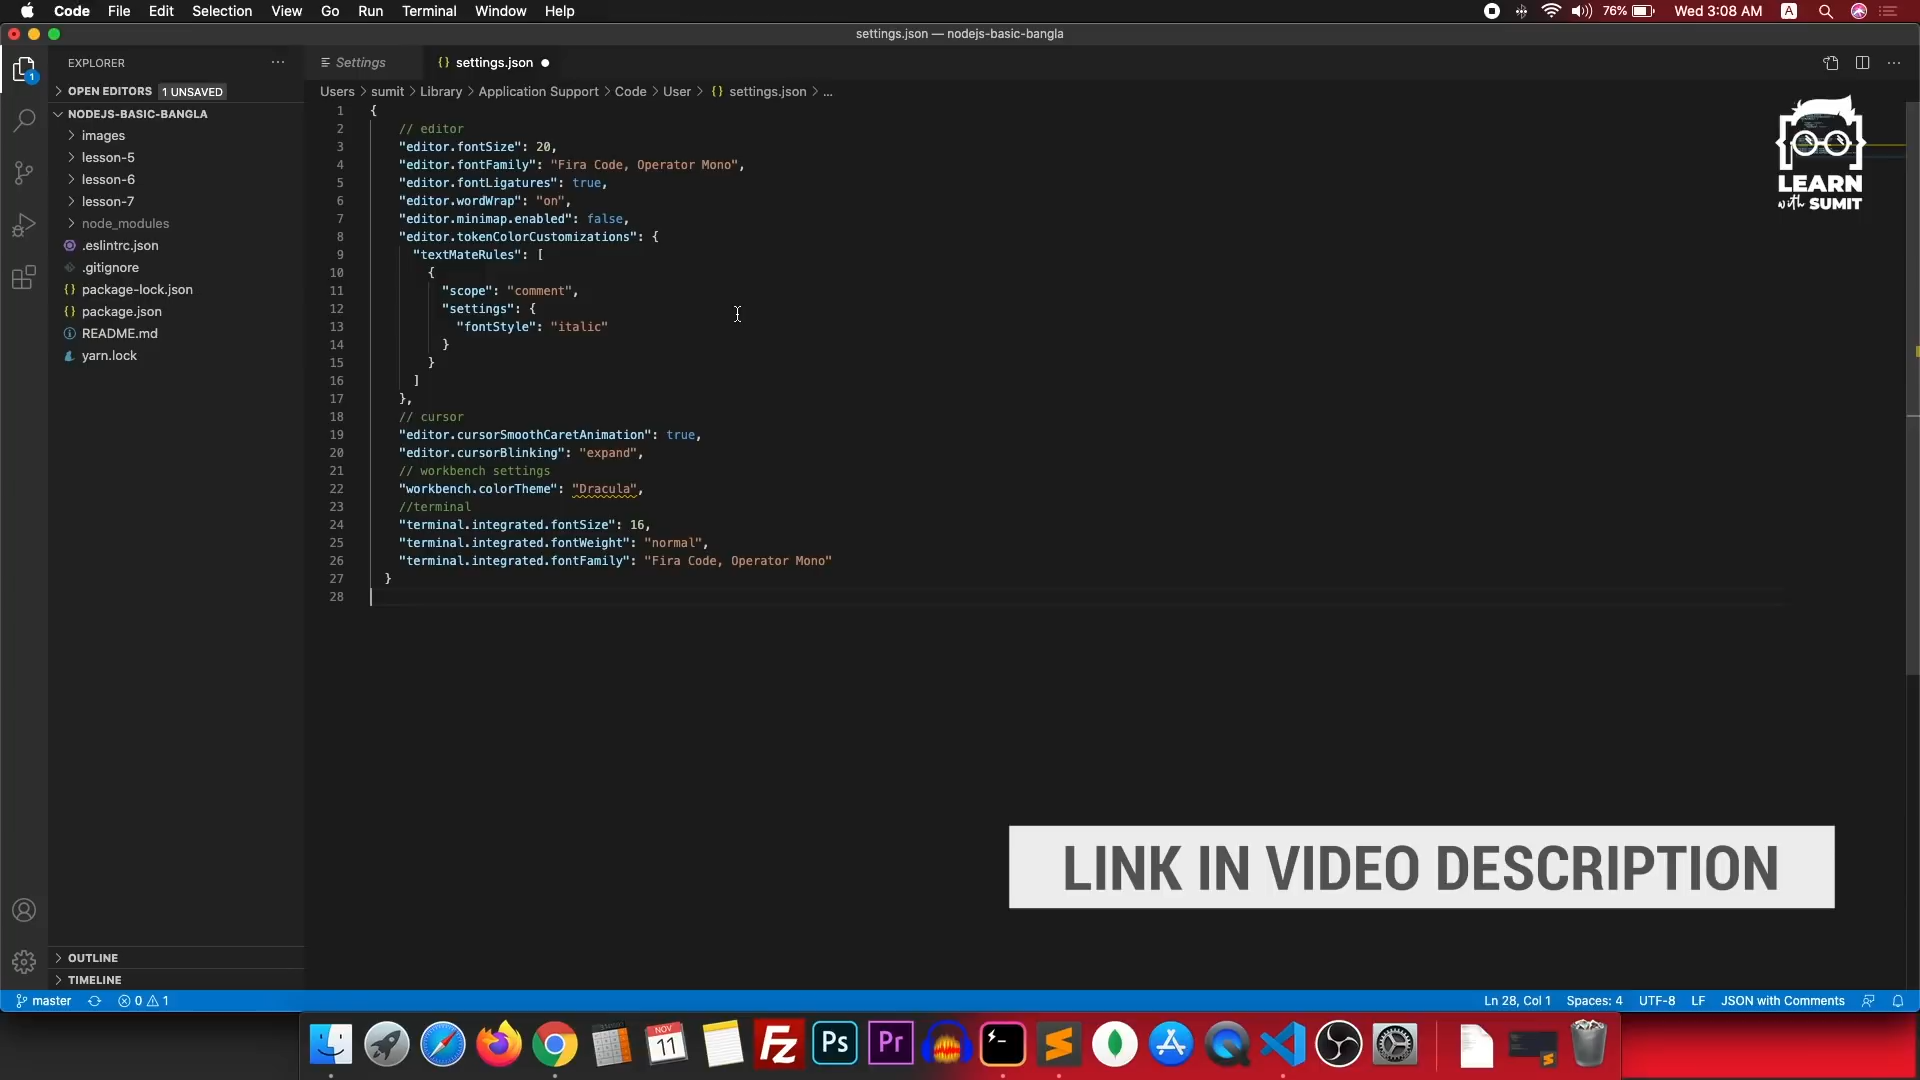 Code File Edit Selection View Go Run Terminal Window Help 76% Wed 3:08 AM A
settings.json — nodejs-basic-bangla
EXPLORER
Settings
{} settings.json
1
OPEN EDITORS 1 UNSAVED
Users > sumit > Library > Application Support > Code > User > {} settings.json > ...
NODEJS-BASIC-BANGLA
images
lesson-5
lesson-6
lesson-7
node_modules
.eslintrc.json
.gitignore
{} package-lock.json
{} package.json
README.md
yarn.lock
1 {
2 // editor
3 "editor.fontSize": 20,
4 "editor.fontFamily": "Fira Code, Operator Mono",
5 "editor.fontLigatures": true,
6 "editor.wordWrap": "on",
7 "editor.minimap.enabled": false,
8 "editor.tokenColorCustomizations": {
9 "textMateRules": [
10 {
11 "scope": "comment",
12 "settings": {
13 "fontStyle": "italic"
14 }
15 }
16 ]
17 },
18 // cursor
19 "editor.cursorSmoothCaretAnimation": true,
20 "editor.cursorBlinking": "expand",
21 // workbench settings
22 "workbench.colorTheme": "Dracula",
23 //terminal
24 "terminal.integrated.fontSize": 16,
25 "terminal.integrated.fontWeight": "normal",
26 "terminal.integrated.fontFamily": "Fira Code, Operator Mono"
27 }
28
LEARN
with SUMIT
LINK IN VIDEO DESCRIPTION
OUTLINE
TIMELINE
master 0 1 Ln 28, Col 1 Spaces: 4 UTF-8 LF JSON with Comments
NOV
11
Fz
Ps
Pr